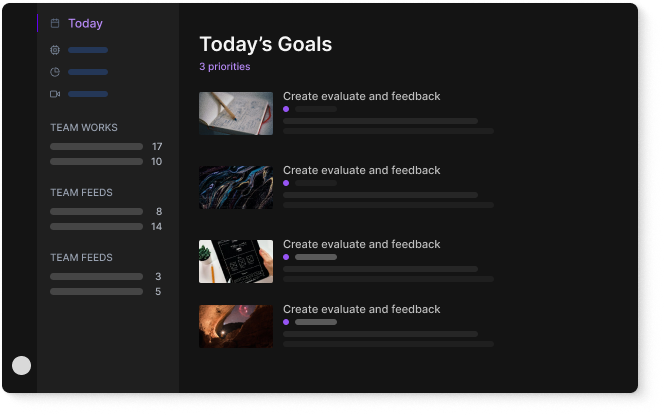 Today
TEAM WORKS
17
10
TEAM FEEDS
8
14
TEAM FEEDS
3
5
Today’s Goals
3 priorities
Create evaluate and feedback
Create evaluate and feedback
Create evaluate and feedback
Create evaluate and feedback